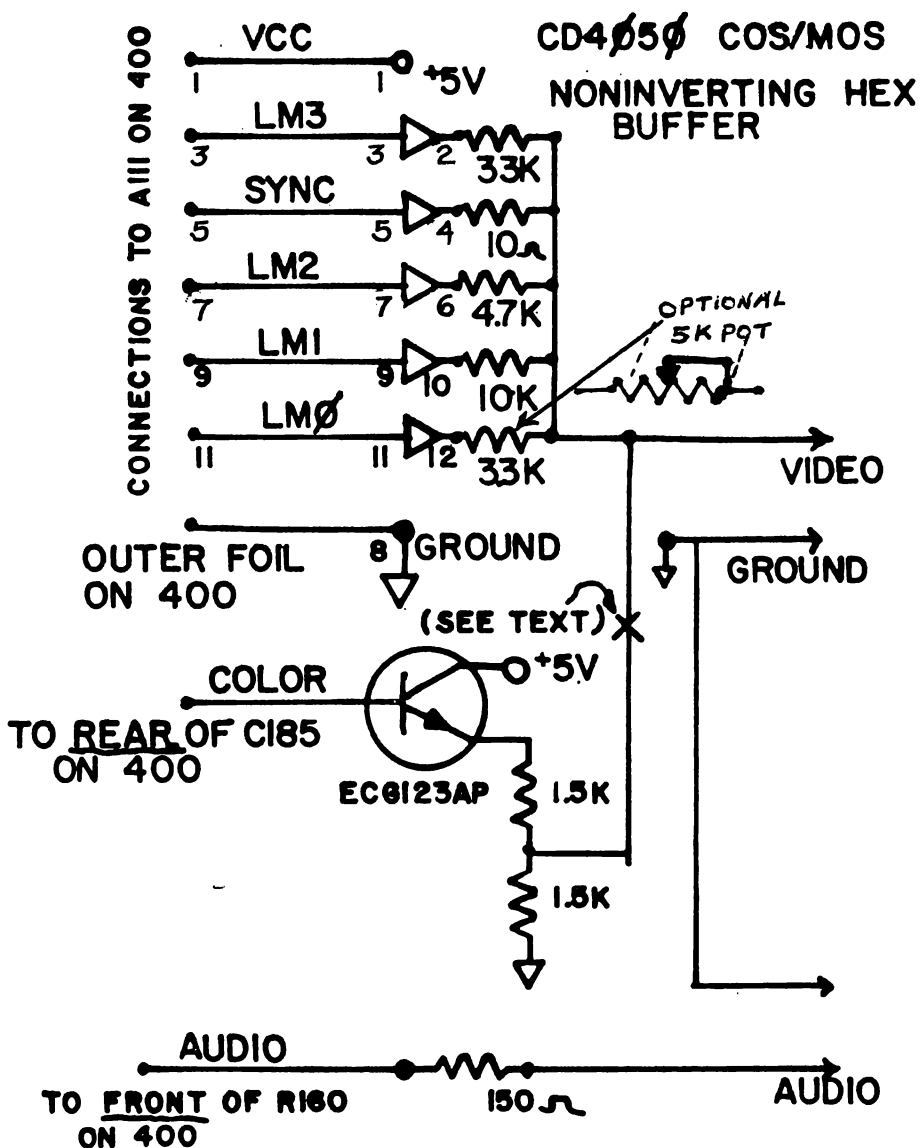 CONNECTIONS TO A111 ON 400
CD4Ø5Ø COS/MOS
NONINVERTING HEX
BUFFER
VCC
1 1 +5V
LM3
3 3 2
33K
SYNC
5 5 4
10Ω
LM2
7 7 6
4.7K
LM1
9 9 10
10K
LMØ
11 11 12
33K
OPTIONAL
5K POT
VIDEO
OUTER FOIL
ON 400
8 GROUND
GROUND
(SEE TEXT)
+5V
COLOR
TO REAR OF C185
ON 400
ECG123AP
1.5K
1.5K
AUDIO
TO FRONT OF R160
ON 400
150Ω
AUDIO